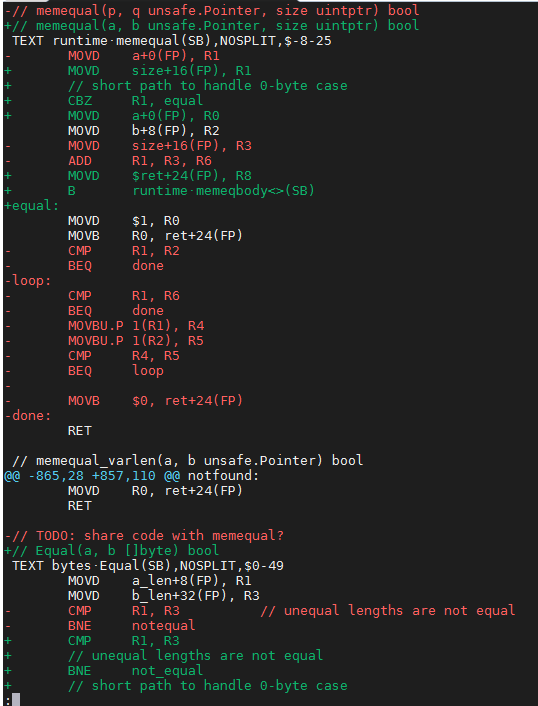 -// memequal(p, q unsafe.Pointer, size uintptr) bool
+// memequal(a, b unsafe.Pointer, size uintptr) bool
 TEXT runtime·memequal(SB),NOSPLIT,$-8-25
-       MOVD    a+0(FP), R1
+       MOVD    size+16(FP), R1
+       // short path to handle 0-byte case
+       CBZ     R1, equal
+       MOVD    a+0(FP), R0
        MOVD    b+8(FP), R2
-       MOVD    size+16(FP), R3
-       ADD     R1, R3, R6
+       MOVD    $ret+24(FP), R8
+       B       runtime·memeqbody<>(SB)
+equal:
        MOVD    $1, R0
        MOVB    R0, ret+24(FP)
-       CMP     R1, R2
-       BEQ     done
-loop:
-       CMP     R1, R6
-       BEQ     done
-       MOVBU.P 1(R1), R4
-       MOVBU.P 1(R2), R5
-       CMP     R4, R5
-       BEQ     loop
-
-       MOVB    $0, ret+24(FP)
-done:
        RET

 // memequal_varlen(a, b unsafe.Pointer) bool
@@ -865,28 +857,110 @@ notfound:
        MOVD    R0, ret+24(FP)
        RET

-// TODO: share code with memequal?
+// Equal(a, b []byte) bool
 TEXT bytes·Equal(SB),NOSPLIT,$0-49
        MOVD    a_len+8(FP), R1
        MOVD    b_len+32(FP), R3
-       CMP     R1, R3          // unequal lengths are not equal
-       BNE     notequal
+       CMP     R1, R3
+       // unequal lengths are not equal
+       BNE     not_equal
+       // short path to handle 0-byte case
: